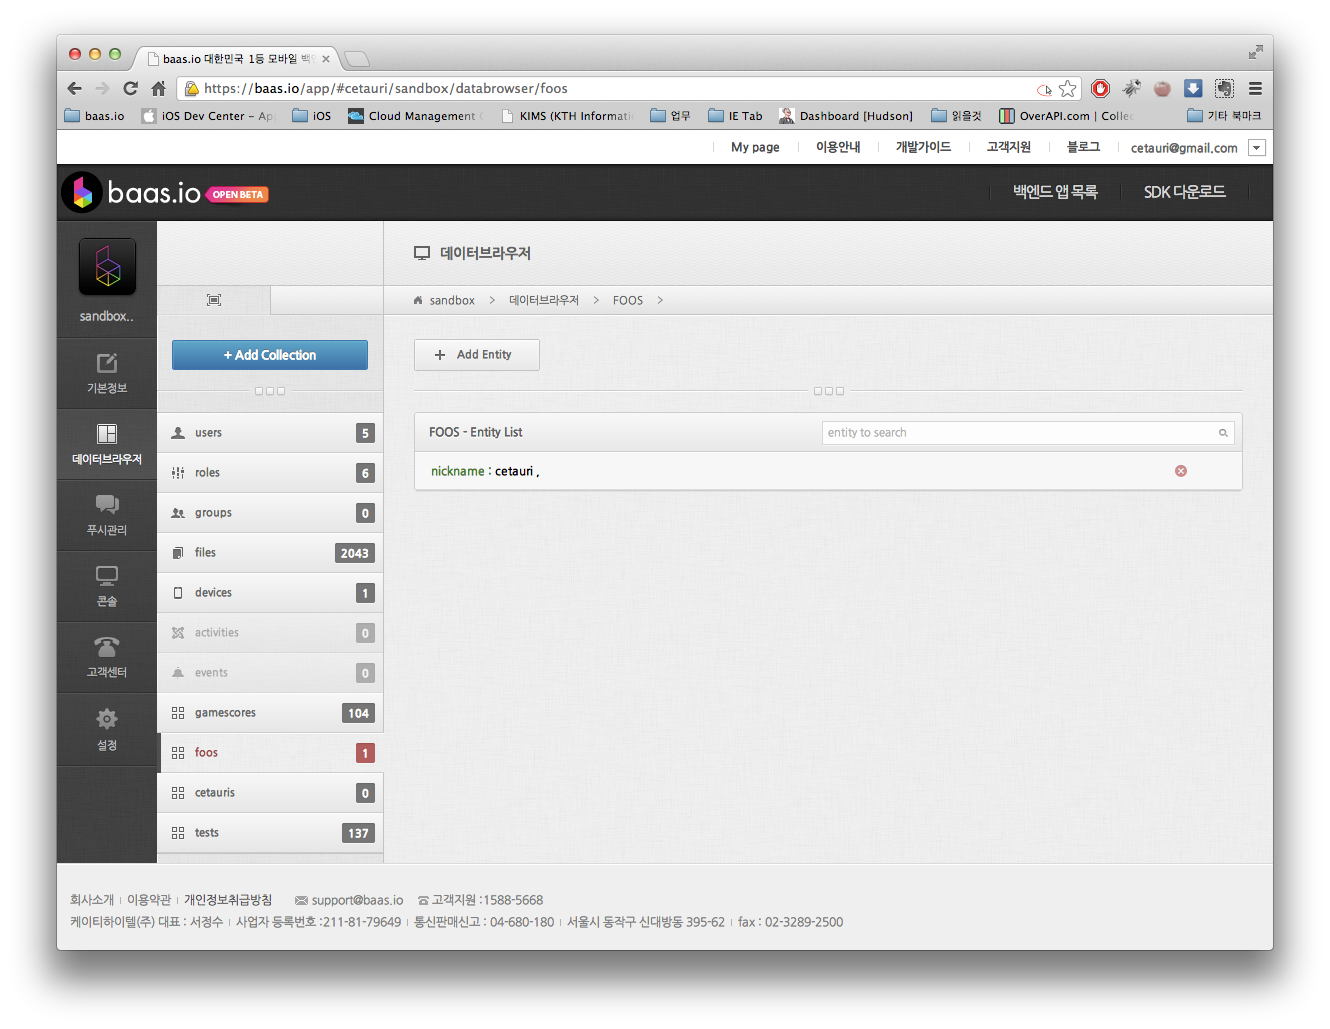 baas.io 대한민국 1등 모바일 백
https://baas.io/app/#cetauri/sandbox/databrowser/foos
baas.io iOS Dev Center – Ap iOS Cloud Management KIMS (KTH Informati 업무 IE Tab Dashboard [Hudson] 읽을것 OverAPI.com | Colle 기타 북마크
My page 이용안내 개발가이드 고객지원 블로그 cetauri@gmail.com
baas.io OPEN BETA 백엔드 앱 목록 SDK 다운로드
sandbox..
기본정보
데이터브라우저
푸시관리
콘솔
고객센터
설정
+ Add Collection
users 5
roles 6
groups 0
files 2043
devices 1
activities 0
events 0
gamescores 104
foos 1
cetauris 0
tests 137
데이터브라우저
sandbox > 데이터브라우저 > FOOS >
+ Add Entity
FOOS - Entity List entity to search
nickname : cetauri ,
회사소개 | 이용약관 | 개인정보취급방침 support@baas.io 고객지원 :1588-5668
케이티하이텔(주) 대표 : 서정수 | 사업자 등록번호 :211-81-79649 | 통신판매신고 : 04-680-180 | 서울시 동작구 신대방동 395-62 | fax : 02-3289-2500